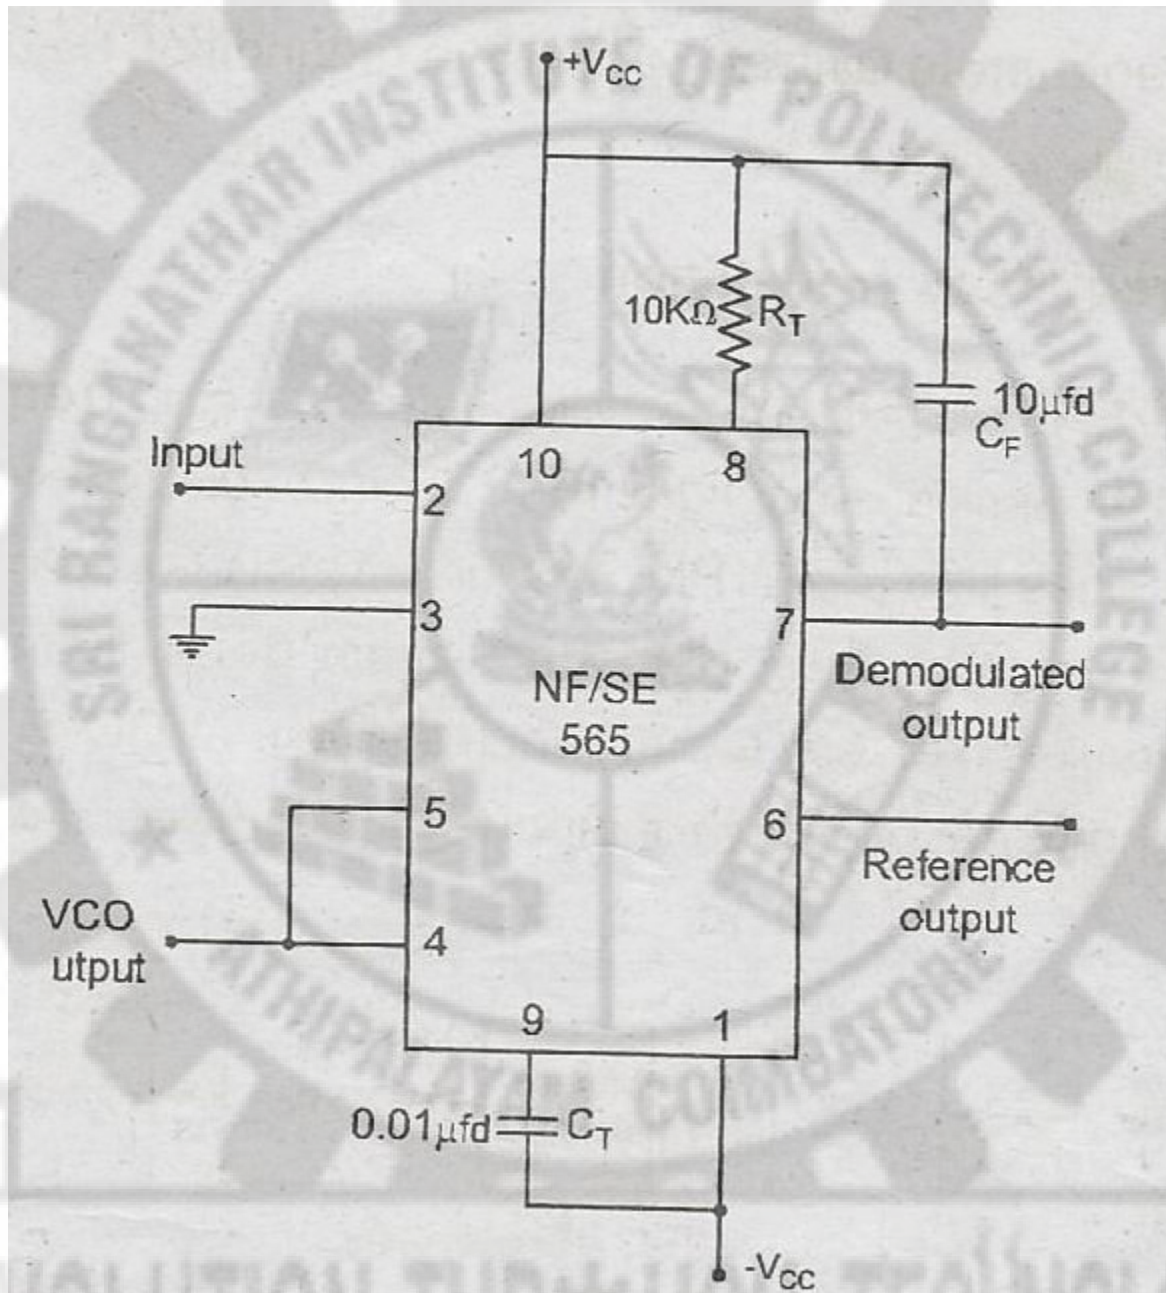 +VCC
10KΩ RT
10µfd
CF
Input
10
8
2
3
7
Demodulated
output
NF/SE
565
5
6
Reference
output
VCO
utput
4
9
1
0.01µfd CT
-VCC
SRI RANGANATHAR INSTITUTE OF POLYTECHNIC COLLEGE
ATHIPALAYAM COIMBATORE